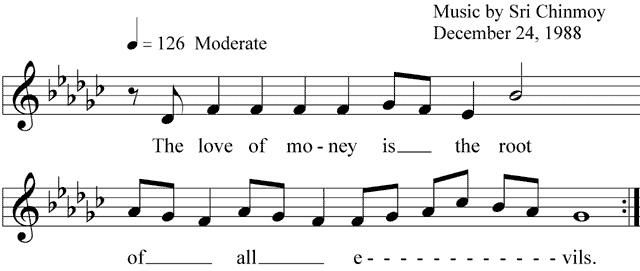 Music by Sri Chinmoy
December 24, 1988
= 126 Moderate
The love of mo - ney is___ the root
of______ all______ e- - - - - - - - - - - -vils.